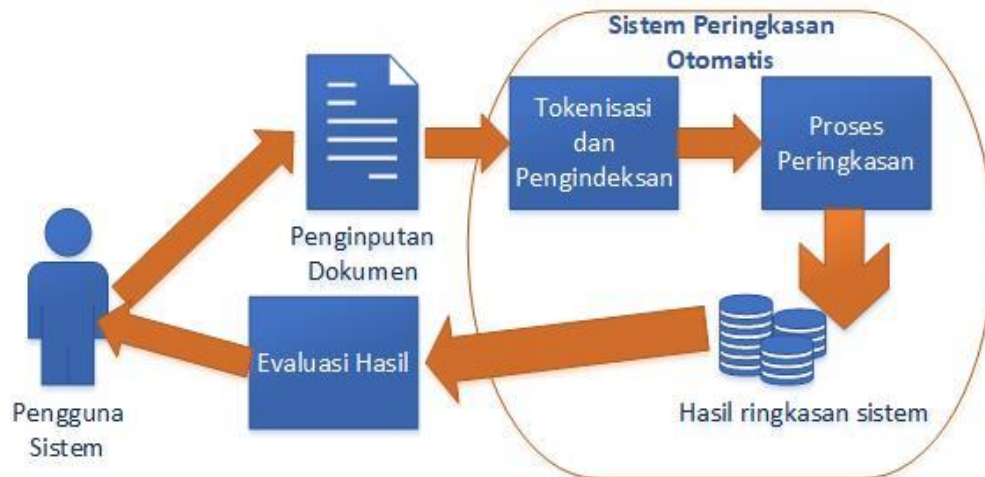 Sistem Peringkasan
Otomatis
Tokenisasi
dan
Pengindeksan
Proses
Peringkasan
Penginputan
Dokumen
Evaluasi Hasil
Hasil ringkasan sistem
Pengguna
Sistem